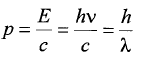 p = E/c = hν/c = h/λ